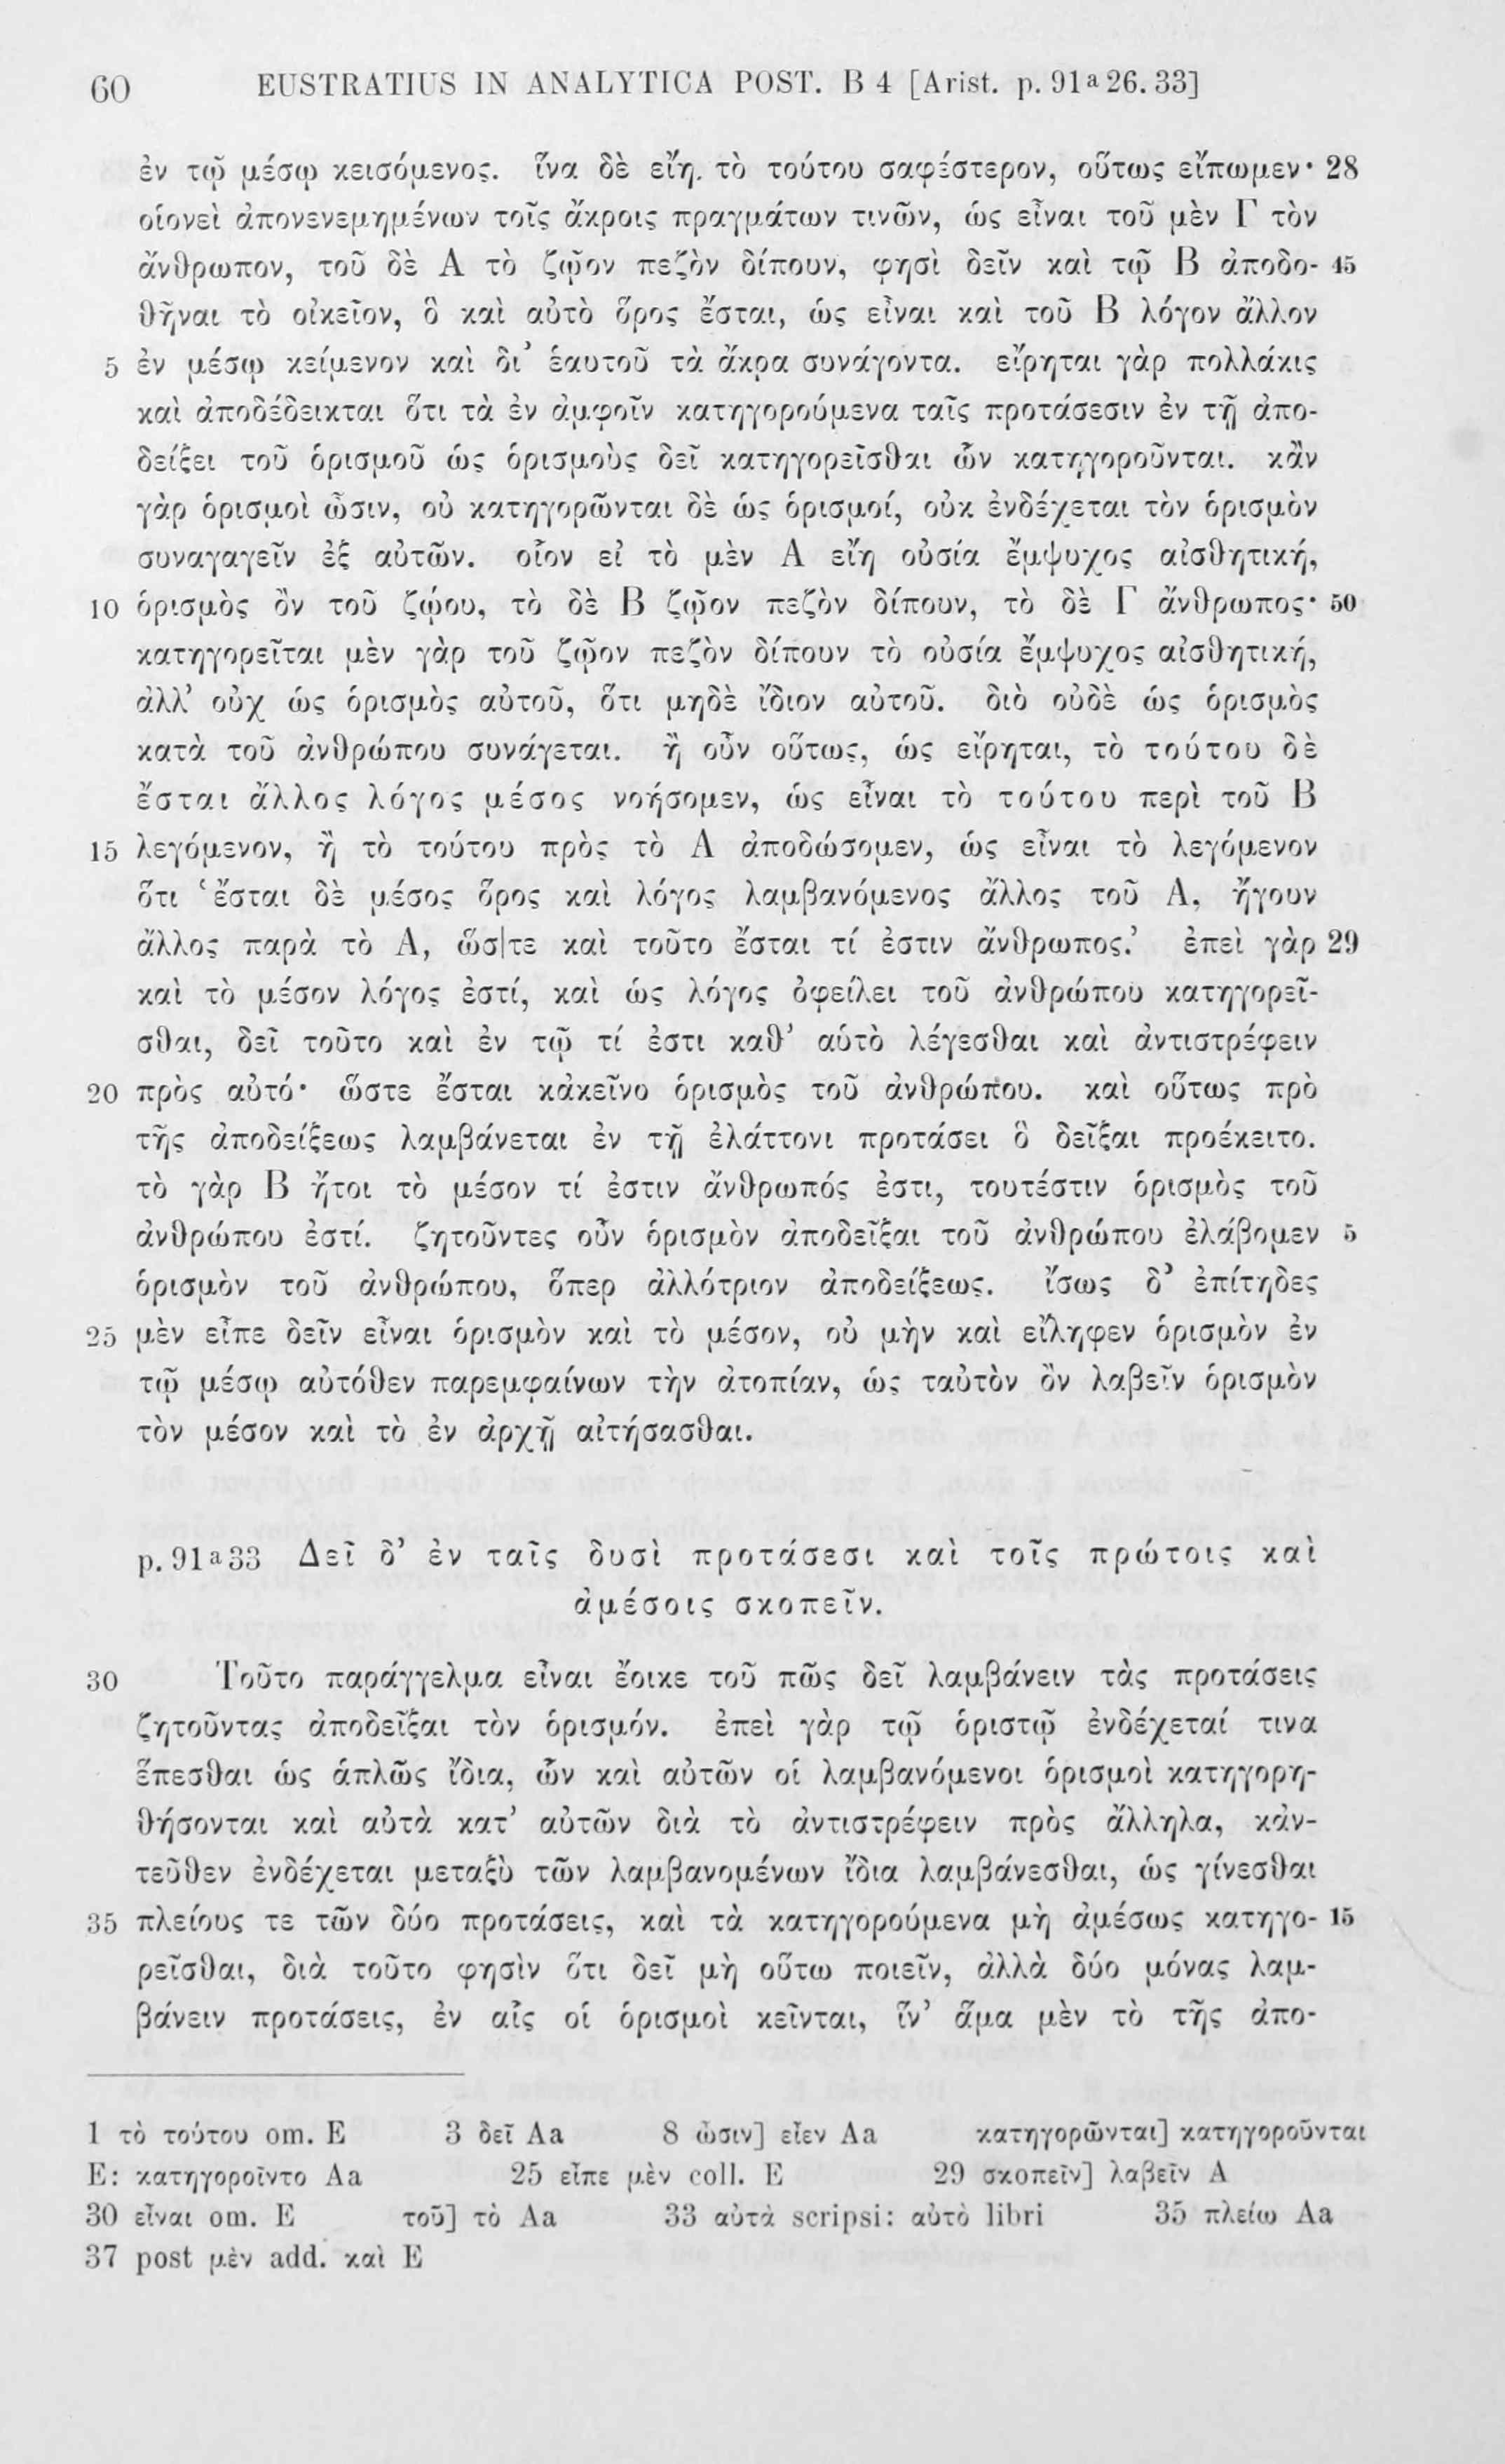 60 EUSTRATIUS IN ANALYTICA POST. B 4 [Arist. p. 91ª26. 33]
ἐν τῷ μέσῳ κεισόμενος. ἵνα δὲ εἴη. τὸ τούτου σαφέστερον, οὕτως εἴπωμεν· 28
οἱονεὶ ἀπονενεμημένων τοῖς ἄκροις πραγμάτων τινῶν, ὡς εἶναι τοῦ μὲν Γ τὸν
ἄνθρωπον, τοῦ δὲ Α τὸ ζῷον πεζὸν δίπουν, φησὶ δεῖν καὶ τῷ Β ἀποδο- 45
θῆναι τὸ οἰκεῖον, ὃ καὶ αὐτὸ ὅρος ἔσται, ὡς εἶναι καὶ τοῦ Β λόγον ἄλλον
5 ἐν μέσῳ κείμενον καὶ δι’ ἑαυτοῦ τὰ ἄκρα συνάγοντα. εἴρηται γὰρ πολλάκις
καὶ ἀποδέδεικται ὅτι τὰ ἐν ἀμφοῖν κατηγορούμενα ταῖς προτάσεσιν ἐν τῇ ἀπο-
δείξει τοῦ ὁρισμοῦ ὡς ὁρισμοὺς δεῖ κατηγορεῖσθαι ὧν κατηγοροῦνται. κἂν
γὰρ ὁρισμοὶ ὦσιν, οὐ κατηγορῶνται δὲ ὡς ὁρισμοί, οὐκ ἐνδέχεται τὸν ὁρισμὸν
συναγαγεῖν ἐξ αὐτῶν. οἷον εἰ τὸ μὲν Α εἴη οὐσία ἔμψυχος αἰσθητική,
10 ὁρισμὸς ὂν τοῦ ζῴου, τὸ δὲ Β ζῷον πεζὸν δίπουν, τὸ δὲ Γ ἄνθρωπος· 50
κατηγορεῖται μὲν γὰρ τοῦ ζῷον πεζὸν δίπουν τὸ οὐσία ἔμψυχος αἰσθητική,
ἀλλ’ οὐχ ὡς ὁρισμὸς αὐτοῦ, ὅτι μηδὲ ἴδιον αὐτοῦ. διὸ οὐδὲ ὡς ὁρισμὸς
κατὰ τοῦ ἀνθρώπου συνάγεται. ἢ οὖν οὕτως, ὡς εἴρηται, τὸ τούτου δὲ
ἔσται ἄλλος λόγος μέσος νοήσομεν, ὡς εἶναι τὸ τούτου περὶ τοῦ Β
15 λεγόμενον, ἢ τὸ τούτου πρὸς τὸ Α ἀποδώσομεν, ὡς εἶναι τὸ λεγόμενον
ὅτι ‘ἔσται δὲ μέσος ὅρος καὶ λόγος λαμβανόμενος ἄλλος τοῦ Α, ἤγουν
ἄλλος παρὰ τὸ Α, ὥσ|τε καὶ τοῦτο ἔσται τί ἐστιν ἄνθρωπος.’ ἐπεὶ γὰρ 29
καὶ τὸ μέσον λόγος ἐστί, καὶ ὡς λόγος ὀφείλει τοῦ ἀνθρώπου κατηγορεῖ-
σθαι, δεῖ τοῦτο καὶ ἐν τῷ τί ἐστι καθ’ αὑτὸ λέγεσθαι καὶ ἀντιστρέφειν
20 πρὸς αὐτό· ὥστε ἔσται κἀκεῖνο ὁρισμὸς τοῦ ἀνθρώπου. καὶ οὕτως πρὸ
τῆς ἀποδείξεως λαμβάνεται ἐν τῇ ἐλάττονι προτάσει ὃ δεῖξαι προέκειτο.
τὸ γὰρ Β ἤτοι τὸ μέσον τί ἐστιν ἄνθρωπός ἐστι, τουτέστιν ὁρισμὸς τοῦ
ἀνθρώπου ἐστί. ζητοῦντες οὖν ὁρισμὸν ἀποδεῖξαι τοῦ ἀνθρώπου ἐλάβομεν 5
ὁρισμὸν τοῦ ἀνθρώπου, ὅπερ ἀλλότριον ἀποδείξεως. ἴσως δ’ ἐπίτηδες
25 μὲν εἶπε δεῖν εἶναι ὁρισμὸν καὶ τὸ μέσον, οὐ μὴν καὶ εἴληφεν ὁρισμὸν ἐν
τῷ μέσῳ αὐτόθεν παρεμφαίνων τὴν ἀτοπίαν, ὡς ταὐτὸν ὂν λαβεῖν ὁρισμὸν
τὸν μέσον καὶ τὸ ἐν ἀρχῇ αἰτήσασθαι.
p. 91ª33 Δεῖ δ’ ἐν ταῖς δυσὶ προτάσεσι καὶ τοῖς πρώτοις καὶ
ἀμέσοις σκοπεῖν.
30 Τοῦτο παράγγελμα εἶναι ἔοικε τοῦ πῶς δεῖ λαμβάνειν τὰς προτάσεις
ζητοῦντας ἀποδεῖξαι τὸν ὁρισμόν. ἐπεὶ γὰρ τῷ ὁριστῷ ἐνδέχεταί τινα
ἕπεσθαι ὡς ἁπλῶς ἴδια, ὧν καὶ αὐτῶν οἱ λαμβανόμενοι ὁρισμοὶ κατηγορη-
θήσονται καὶ αὐτὰ κατ’ αὐτῶν διὰ τὸ ἀντιστρέφειν πρὸς ἄλληλα, κἀν-
τεῦθεν ἐνδέχεται μεταξὺ τῶν λαμβανομένων ἴδια λαμβάνεσθαι, ὡς γίνεσθαι
35 πλείους τε τῶν δύο προτάσεις, καὶ τὰ κατηγορούμενα μὴ ἀμέσως κατηγο- 15
ρεῖσθαι, διὰ τοῦτο φησὶν ὅτι δεῖ μὴ οὕτω ποιεῖν, ἀλλὰ δύο μόνας λαμ-
βάνειν προτάσεις, ἐν αἷς οἱ ὁρισμοὶ κεῖνται, ἵν’ ἅμα μὲν τὸ τῆς ἀπο-
1 τὸ τούτου om. E 3 δεῖ Aa 8 ὦσιν] εἶεν Aa κατηγορῶνται] κατηγοροῦνται
E: κατηγοροῖντο Aa 25 εἶπε μὲν coll. E 29 σκοπεῖν] λαβεῖν A
30 εἶναι om. E τοῦ] τὸ Aa 33 αὐτὰ scripsi: αὐτὸ libri 35 πλείω Aa
37 post μὲν add. καὶ E